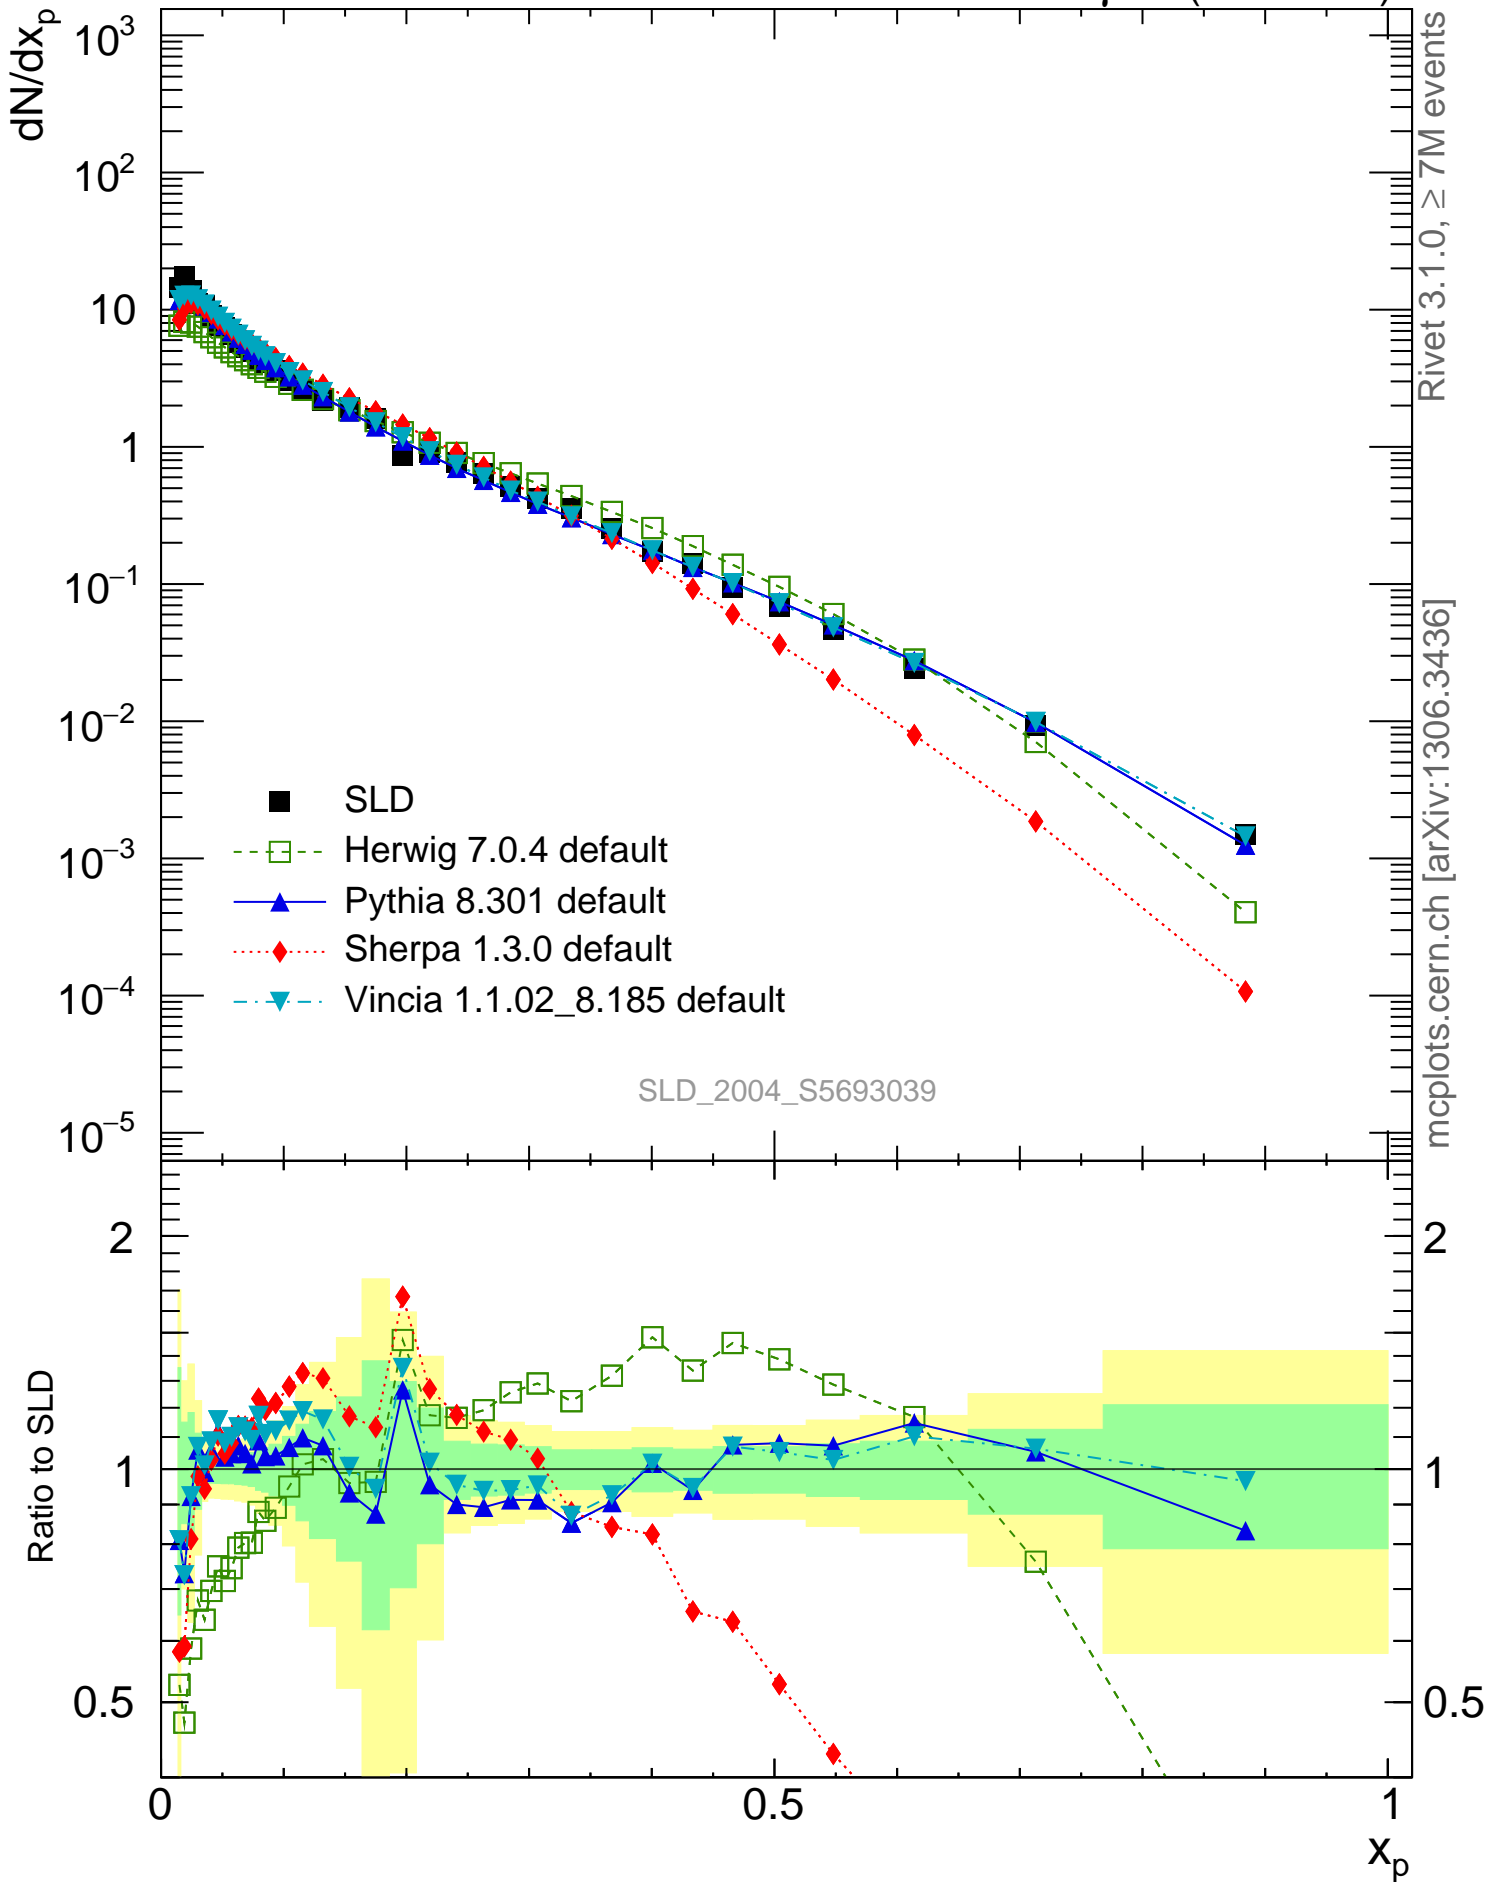 dN/dx_p
10^3
10^2
10
1
10^−1
10^−2
10^−3
10^−4
10^−5
SLD
Herwig 7.0.4 default
Pythia 8.301 default
Sherpa 1.3.0 default
Vincia 1.1.02_8.185 default
SLD_2004_S5693039
Rivet 3.1.0, ≥ 7M events
mcplots.cern.ch [arXiv:1306.3436]
Ratio to SLD
2
1
0.5
2
1
0.5
0
0.5
1
x_p